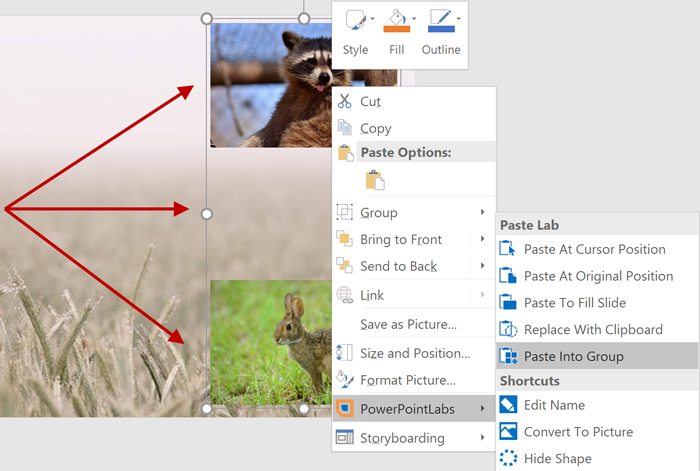 Style
Fill
Outline
Cut
Copy
Paste Options:
Group
Bring to Front
Send to Back
Link
Save as Picture...
Size and Position...
Format Picture...
PowerPointLabs
Storyboarding
Paste Lab
Paste At Cursor Position
Paste At Original Position
Paste To Fill Slide
Replace With Clipboard
Paste Into Group
Shortcuts
Edit Name
Convert To Picture
Hide Shape